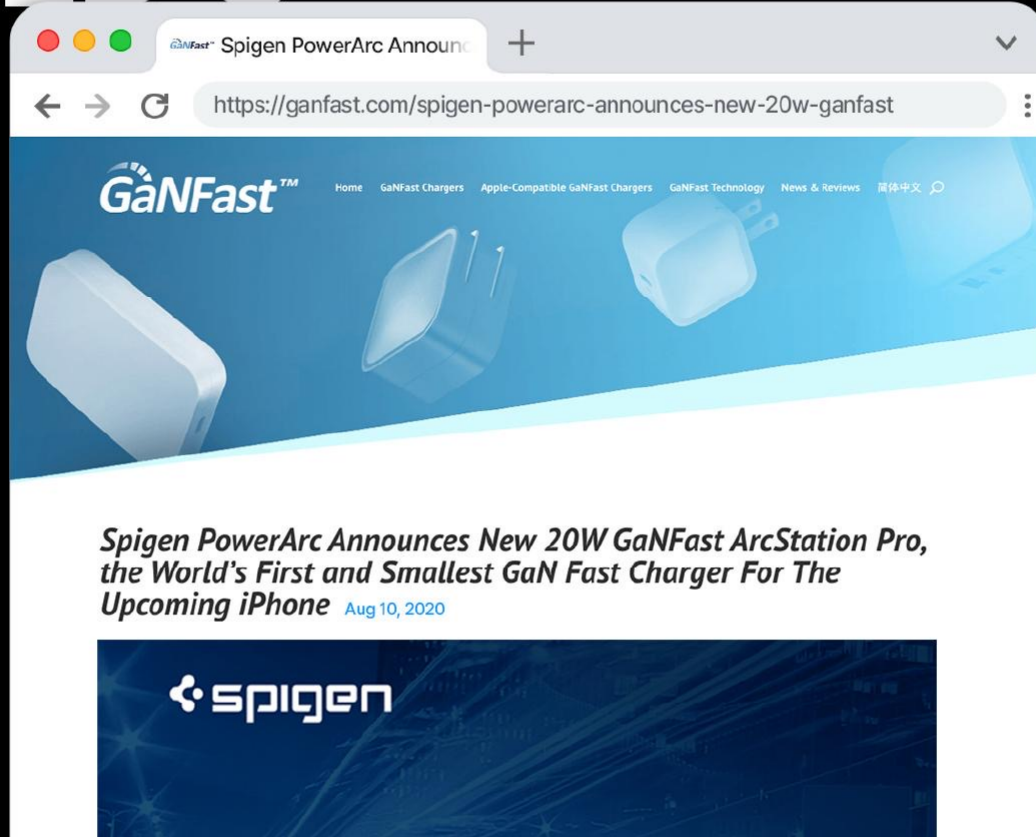 GaNFast™ Spigen PowerArc Announc
https://ganfast.com/spigen-powerarc-announces-new-20w-ganfast
GaNFast™
Home GaNFast Chargers Apple-Compatible GaNFast Chargers GaNFast Technology News & Reviews 简体中文
Spigen PowerArc Announces New 20W GaNFast ArcStation Pro,
the World's First and Smallest GaN Fast Charger For The
Upcoming iPhone Aug 10, 2020
spigen